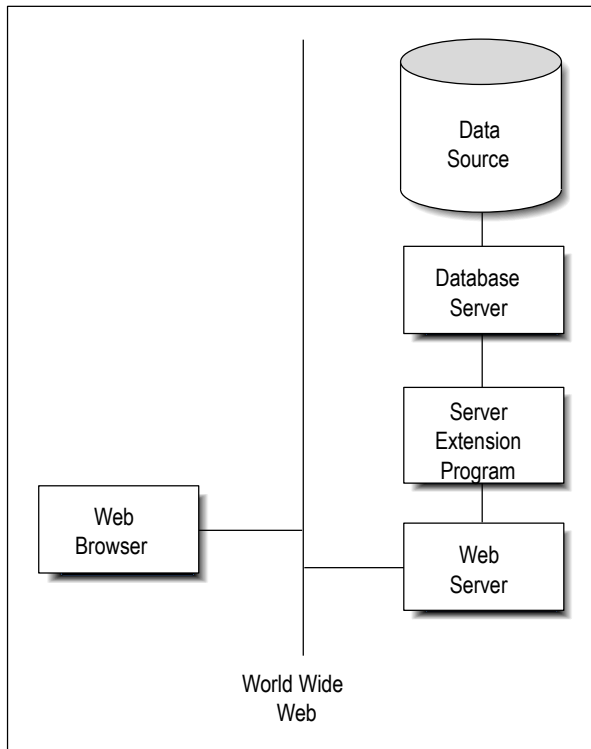 Data
Source
Database
Server
Server
Extension
Program
Web
Browser
Web
Server
World Wide
Web